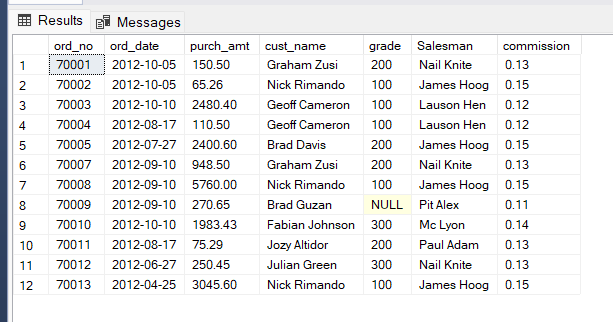 Results Messages
ord_no ord_date purch_amt cust_name grade Salesman commission
1 70001 2012-10-05 150.50 Graham Zusi 200 Nail Knite 0.13
2 70002 2012-10-05 65.26 Nick Rimando 100 James Hoog 0.15
3 70003 2012-10-10 2480.40 Geoff Cameron 100 Lauson Hen 0.12
4 70004 2012-08-17 110.50 Geoff Cameron 100 Lauson Hen 0.12
5 70005 2012-07-27 2400.60 Brad Davis 200 James Hoog 0.15
6 70007 2012-09-10 948.50 Graham Zusi 200 Nail Knite 0.13
7 70008 2012-09-10 5760.00 Nick Rimando 100 James Hoog 0.15
8 70009 2012-09-10 270.65 Brad Guzan NULL Pit Alex 0.11
9 70010 2012-10-10 1983.43 Fabian Johnson 300 Mc Lyon 0.14
10 70011 2012-08-17 75.29 Jozy Altidor 200 Paul Adam 0.13
11 70012 2012-06-27 250.45 Julian Green 300 Nail Knite 0.13
12 70013 2012-04-25 3045.60 Nick Rimando 100 James Hoog 0.15